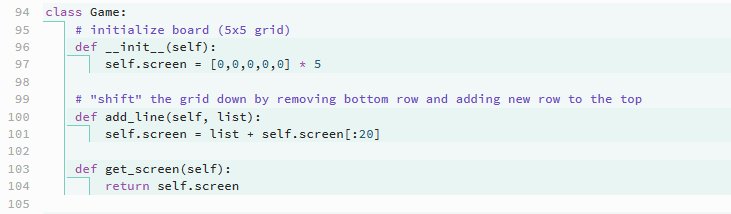 94 class Game:
95     # initialize board (5x5 grid)
96     def __init__(self):
97         self.screen = [0,0,0,0,0] * 5
98
99     # "shift" the grid down by removing bottom row and adding new row to the top
100     def add_line(self, list):
101         self.screen = list + self.screen[:20]
102
103     def get_screen(self):
104         return self.screen
105